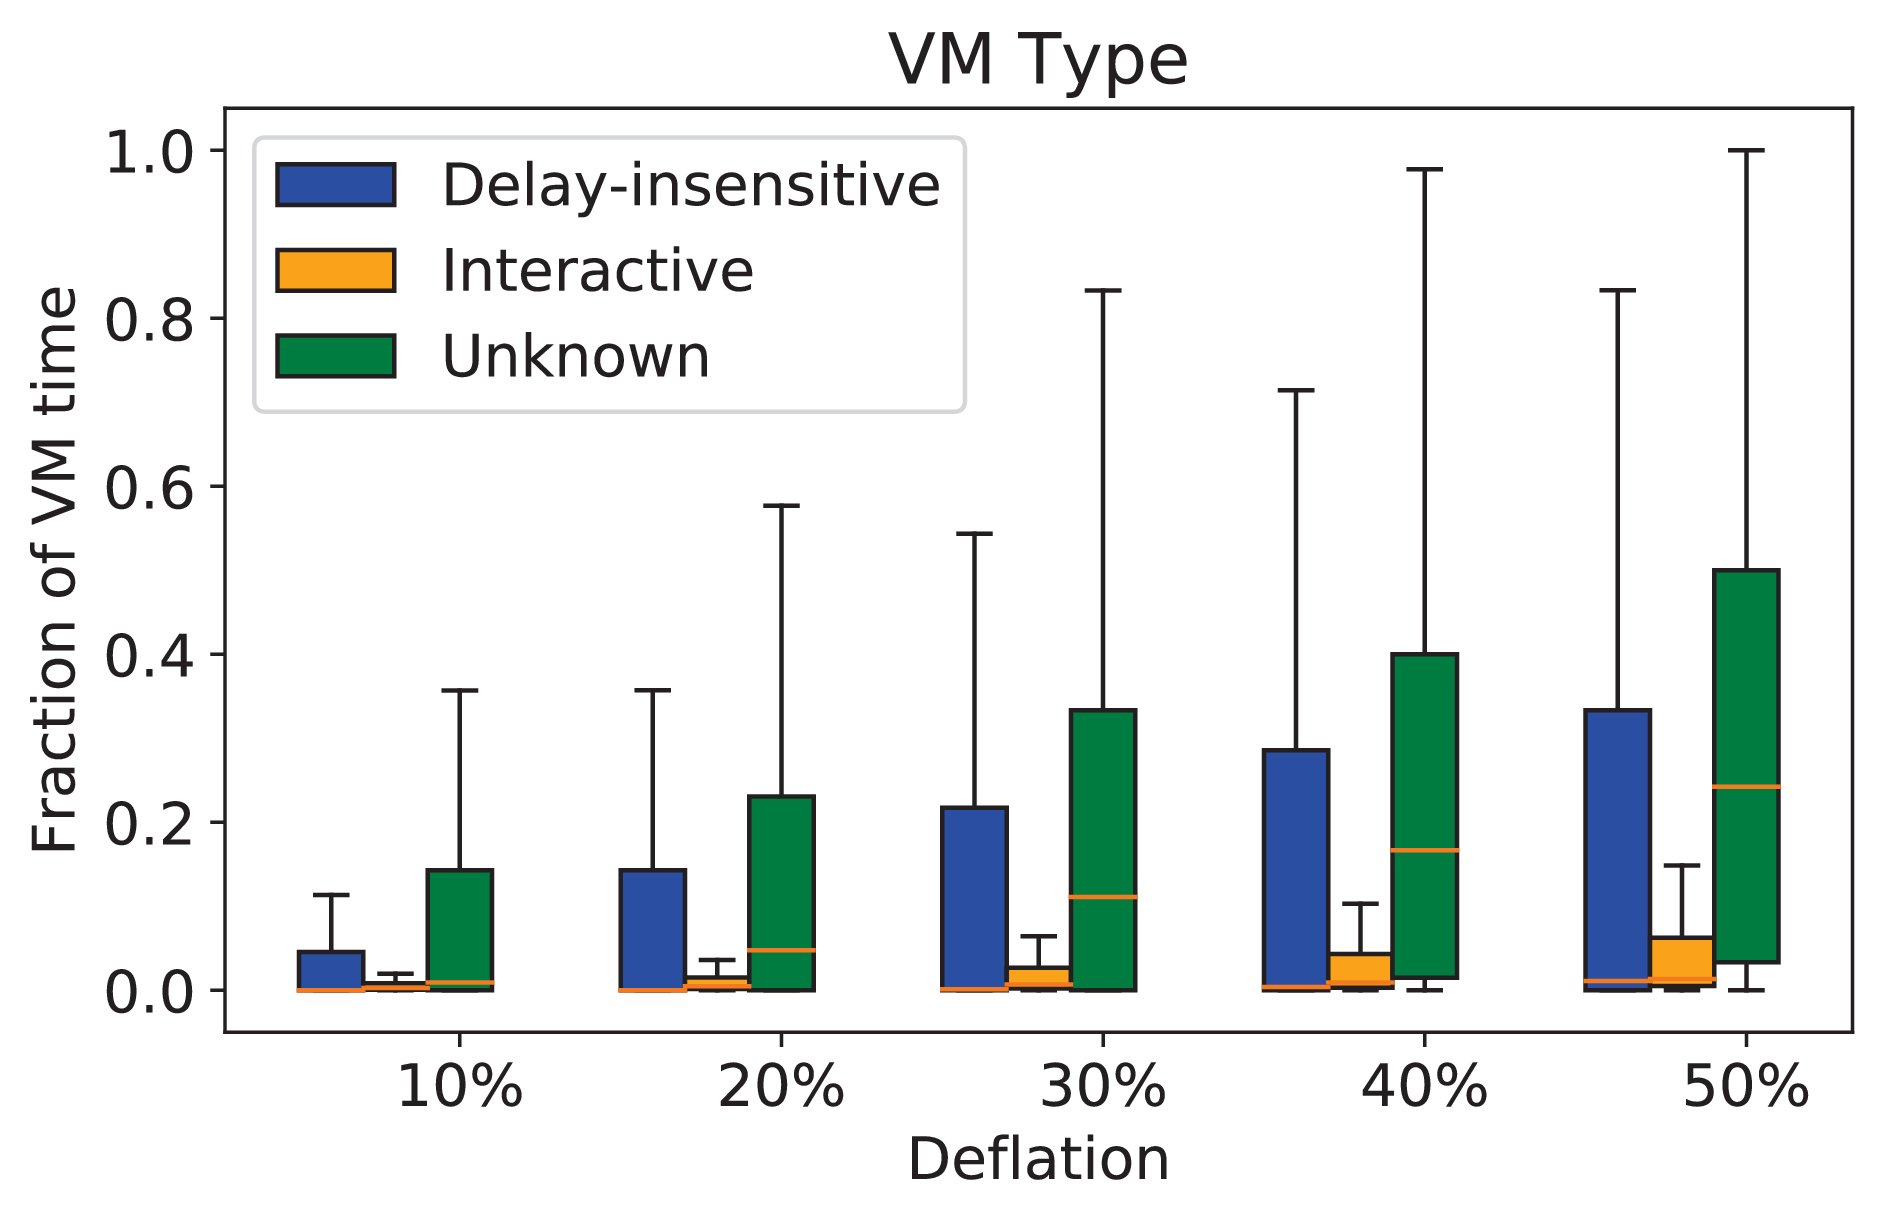 VM Type
Fraction of VM time
1.0
0.8
0.6
0.4
0.2
0.0
Delay-insensitive
Interactive
Unknown
10%
20%
30%
40%
50%
Deflation